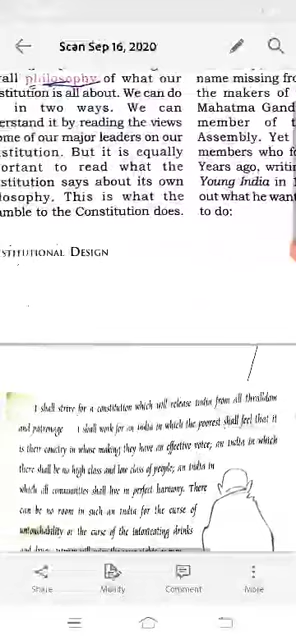 Scan Sep 16, 2020
rall philosophy of what our
stitution is all about. We can do
in two ways. We can
erstand it by reading the views
ome of our major leaders on our
stitution. But it is equally
ortant to read what the
stitution says about its own
losophy. This is what the
amble to the Constitution does.
name missing fro
the makers of
Mahatma Gand
member of t
Assembly. Yet
members who fo
Years ago, writi
Young India in 1
out what he want
to do:
STITUTIONAL DESIGN
I shall strive for a constitution which will release India from all thralldom
and patronage I shall work for an India in which the poorest shall feel that it
is their country in whose making they have an effective voice; an India in which
there shall be no high class and low class of people; an India in
which all communities shall live in perfect harmony. There
can be no room in such an India for the curse of
untouchability or the curse of the intoxicating drinks
and
Share
Modify
Comment
More